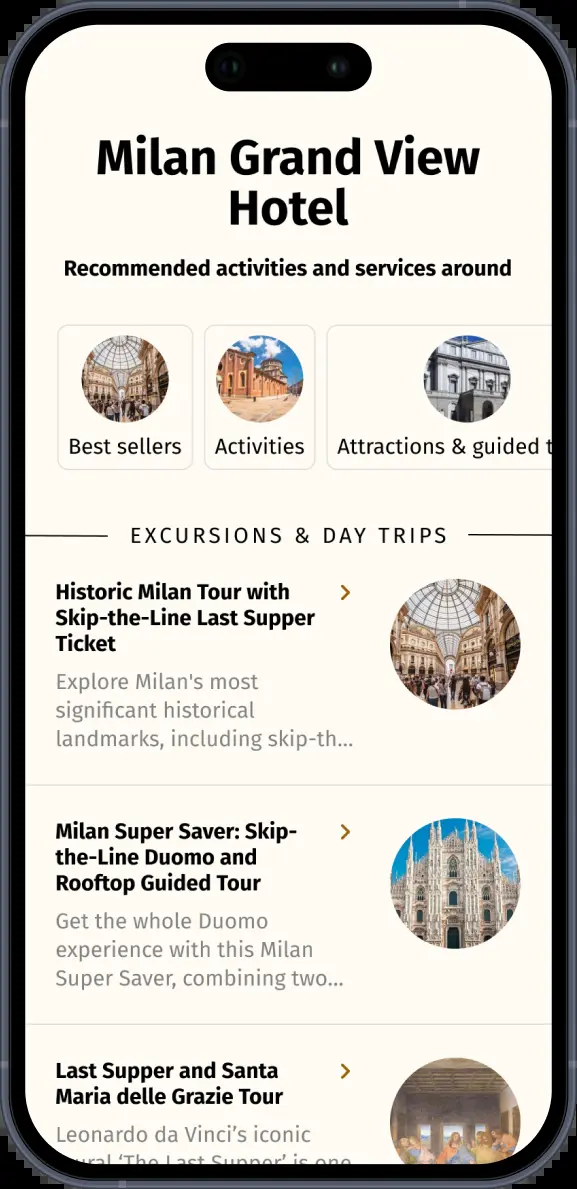 Milan Grand View
Hotel
Recommended activities and services around
Best sellers
Activities
Attractions & guided t
EXCURSIONS & DAY TRIPS
Historic Milan Tour with
Skip-the-Line Last Supper
Ticket
Explore Milan's most
significant historical
landmarks, including skip-th...
Milan Super Saver: Skip-
the-Line Duomo and
Rooftop Guided Tour
Get the whole Duomo
experience with this Milan
Super Saver, combining two...
Last Supper and Santa
Maria delle Grazie Tour
Leonardo da Vinci’s iconic
mural ‘The Last Supper’ is one